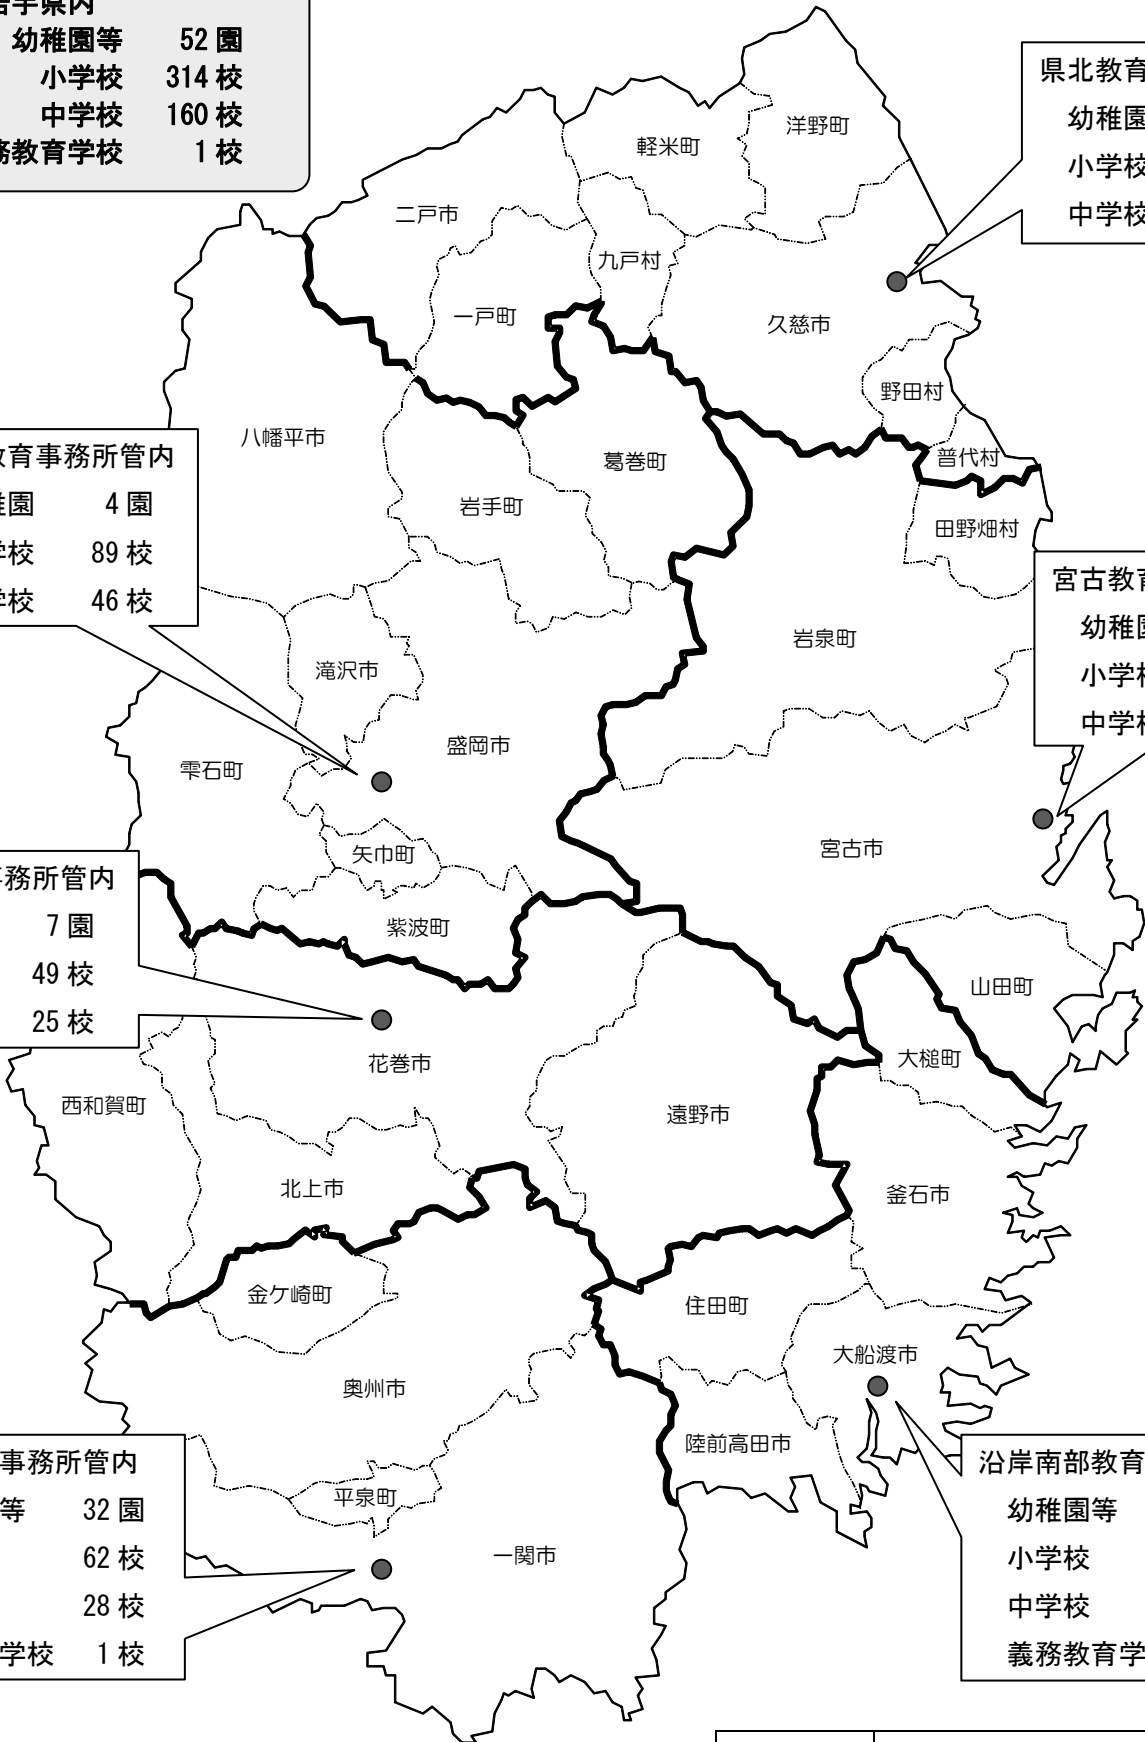 岩手県内
幼稚園等 52 園
小学校 314 校
中学校 160 校
務教育学校 1 校
県北教育
幼稚園
小学校
中学校
洋野町
軽米町
二戸市
九戸村
一戸町
久慈市
野田村
普代村
八幡平市
葛巻町
岩手町
田野畑村
教育事務所管内
稚園 4 園
学校 89 校
学校 46 校
宮古教育
幼稚園
小学校
中学校
岩泉町
滝沢市
盛岡市
雫石町
矢巾町
宮古市
紫波町
事務所管内
7 園
49 校
25 校
山田町
大槌町
花巻市
西和賀町
遠野市
北上市
釜石市
金ケ崎町
住田町
大船渡市
奥州市
陸前高田市
平泉町
一関市
事務所管内
等 32 園
62 校
28 校
学校 1 校
沿岸南部教育
幼稚園等
小学校
中学校
義務教育学